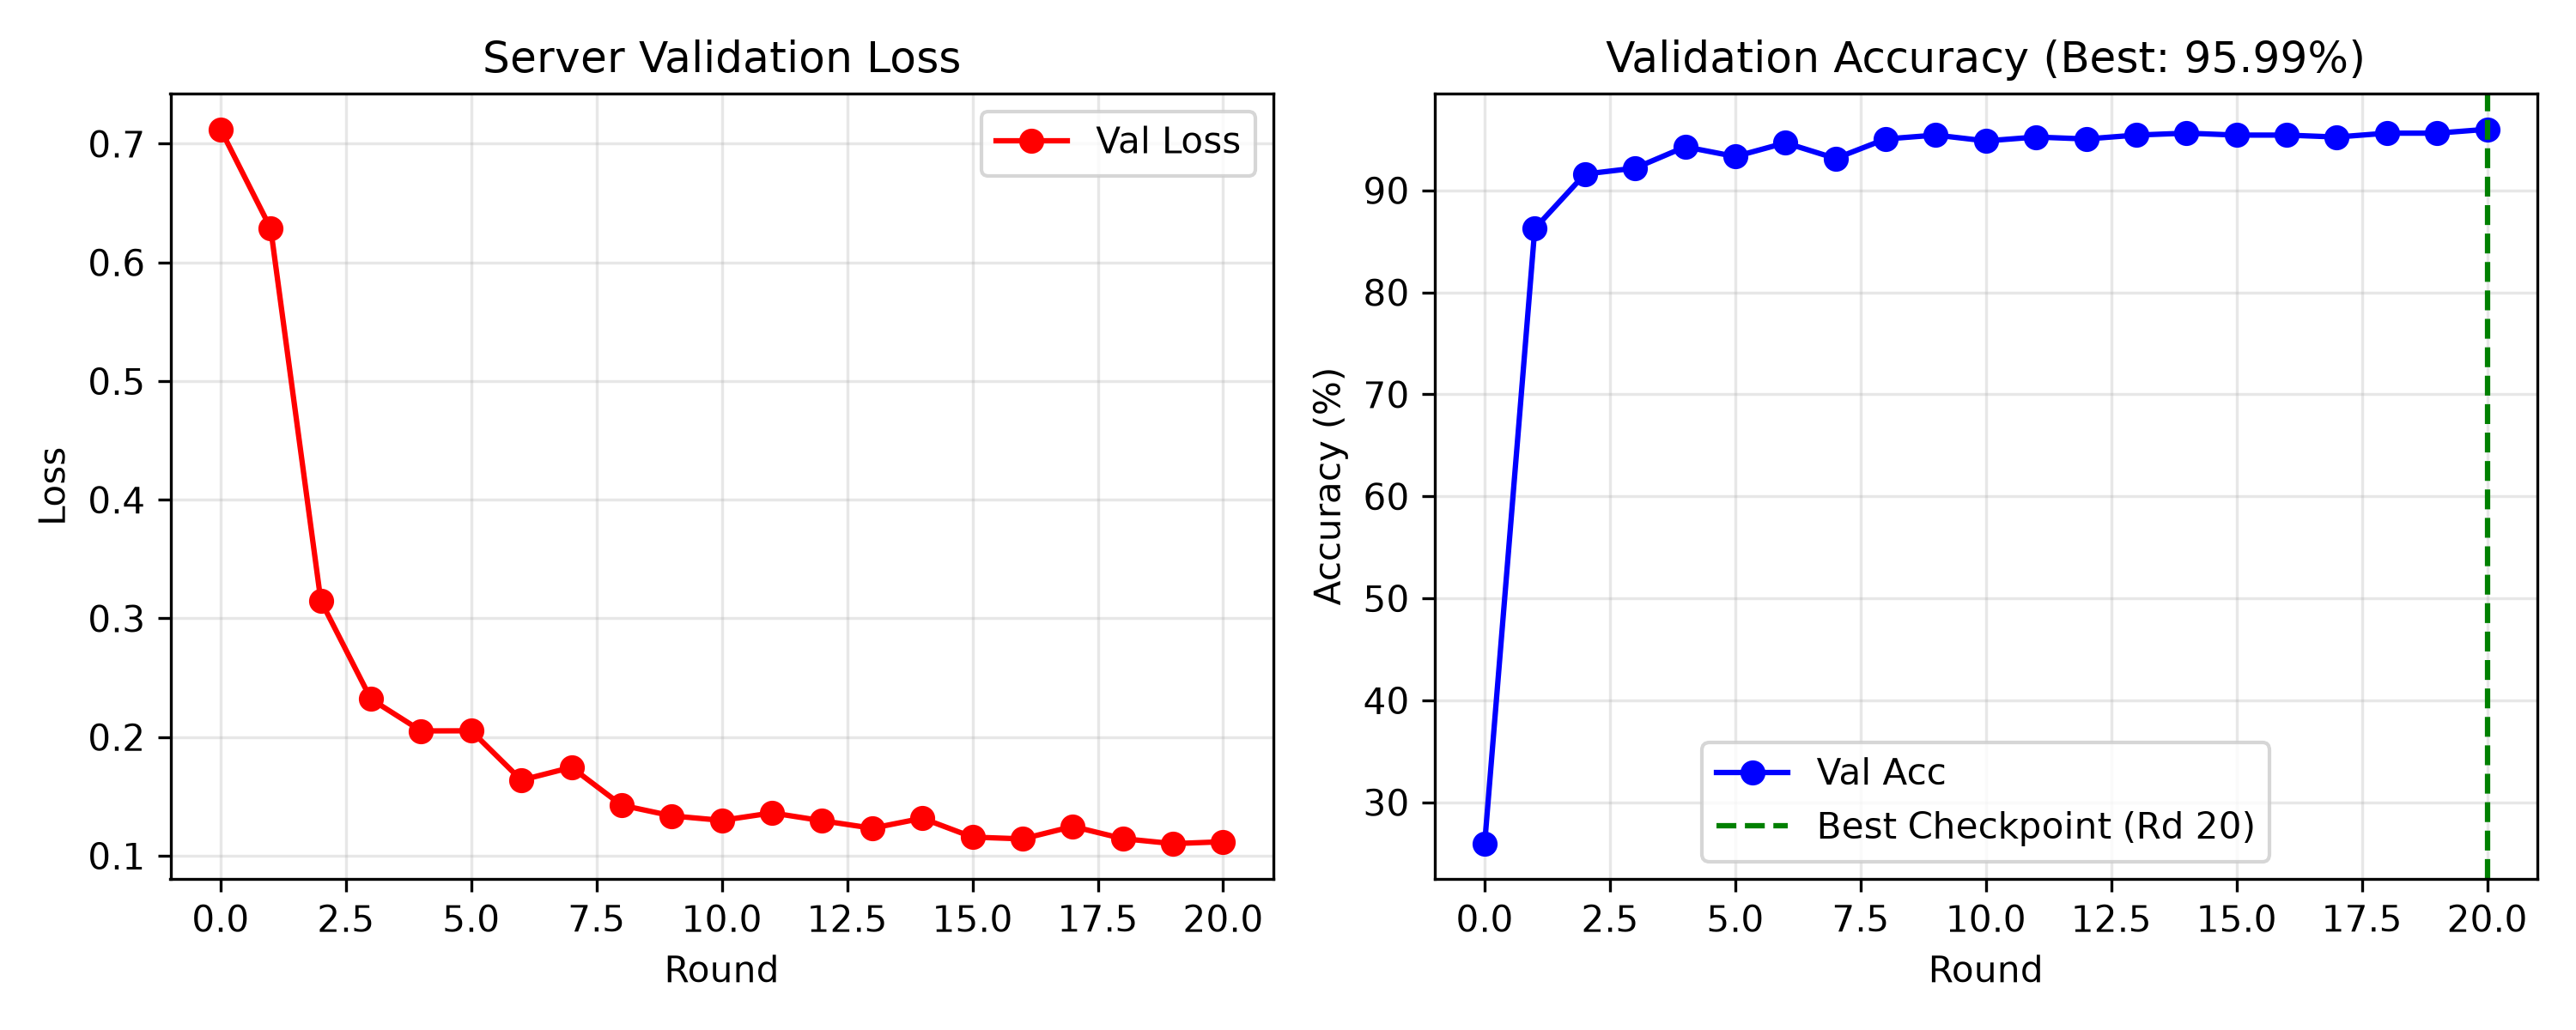 Server Validation Loss
Val Loss
0.7
0.6
0.5
0.4
0.3
0.2
0.1
Loss
0.0 2.5 5.0 7.5 10.0 12.5 15.0 17.5 20.0
Round
Validation Accuracy (Best: 95.99%)
90
80
70
60
50
40
30
Accuracy (%)
Val Acc
Best Checkpoint (Rd 20)
0.0 2.5 5.0 7.5 10.0 12.5 15.0 17.5 20.0
Round